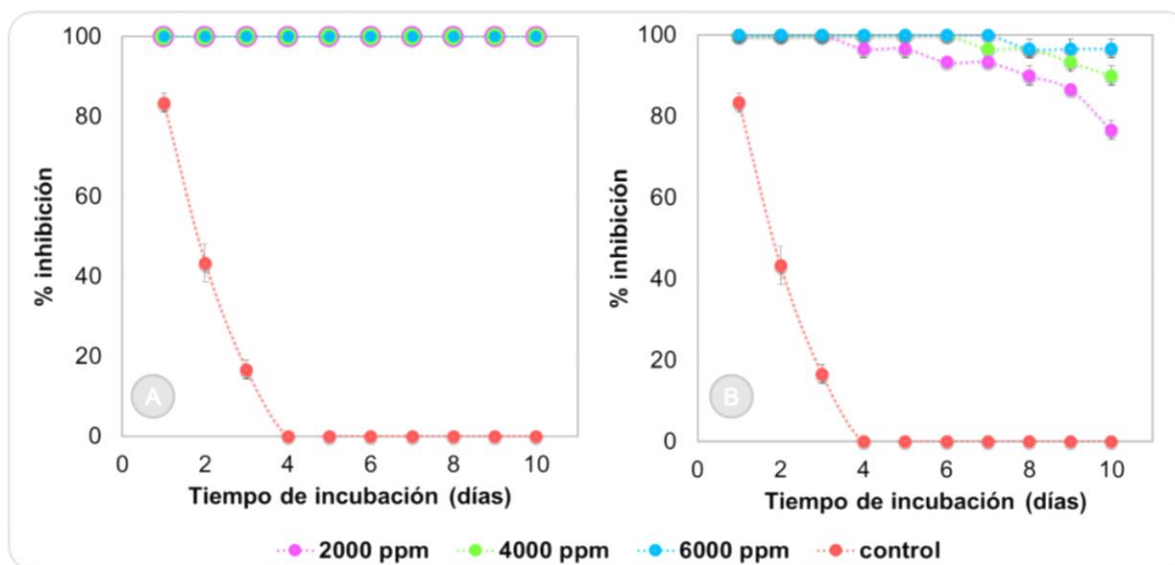 100
80
60
40
20
0
% inhibición
A
0 2 4 6 8 10
Tiempo de incubación (días)
100
80
60
40
20
0
% inhibición
B
0 2 4 6 8 10
Tiempo de incubación (días)
2000 ppm 4000 ppm 6000 ppm control